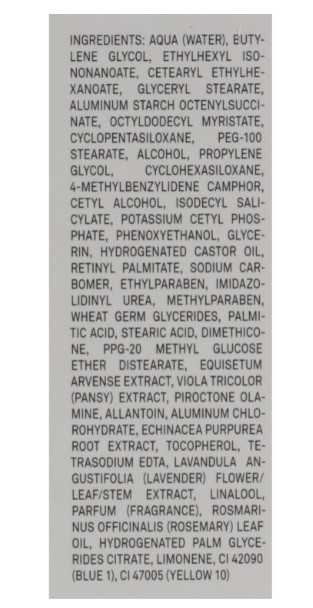 INGREDIENTS: AQUA (WATER), BUTY-
LENE GLYCOL, ETHYLHEXYL ISO-
NONANOATE, CETEARYL ETHYLHE-
XANOATE, GLYCERYL STEARATE,
ALUMINUM STARCH OCTENYLSUCCI-
NATE, OCTYLDODECYL MYRISTATE,
CYCLOPENTASILOXANE, PEG-100
STEARATE, ALCOHOL, PROPYLENE
GLYCOL, CYCLOHEXASILOXANE,
4-METHYLBENZYLIDENE CAMPHOR,
CETYL ALCOHOL, ISODECYL SALI-
CYLATE, POTASSIUM CETYL PHOS-
PHATE, PHENOXYETHANOL, GLYCE-
RIN, HYDROGENATED CASTOR OIL,
RETINYL PALMITATE, SODIUM CAR-
BOMER, ETHYLPARABEN, IMIDAZO-
LIDINYL UREA, METHYLPARABEN,
WHEAT GERM GLYCERIDES, PALMI-
TIC ACID, STEARIC ACID, DIMETHICO-
NE, PPG-20 METHYL GLUCOSE
ETHER DISTEARATE, EQUISETUM
ARVENSE EXTRACT, VIOLA TRICOLOR
(PANSY) EXTRACT, PIROCTONE OLA-
MINE, ALLANTOIN, ALUMINUM CHLO-
ROHYDRATE, ECHINACEA PURPUREA
ROOT EXTRACT, TOCOPHEROL, TE-
TRASODIUM EDTA, LAVANDULA AN-
GUSTIFOLIA (LAVENDER) FLOWER/
LEAF/STEM EXTRACT, LINALOOL,
PARFUM (FRAGRANCE), ROSMARI-
NUS OFFICINALIS (ROSEMARY) LEAF
OIL, HYDROGENATED PALM GLYCE-
RIDES CITRATE, LIMONENE, CI 42090
(BLUE 1), CI 47005 (YELLOW 10)